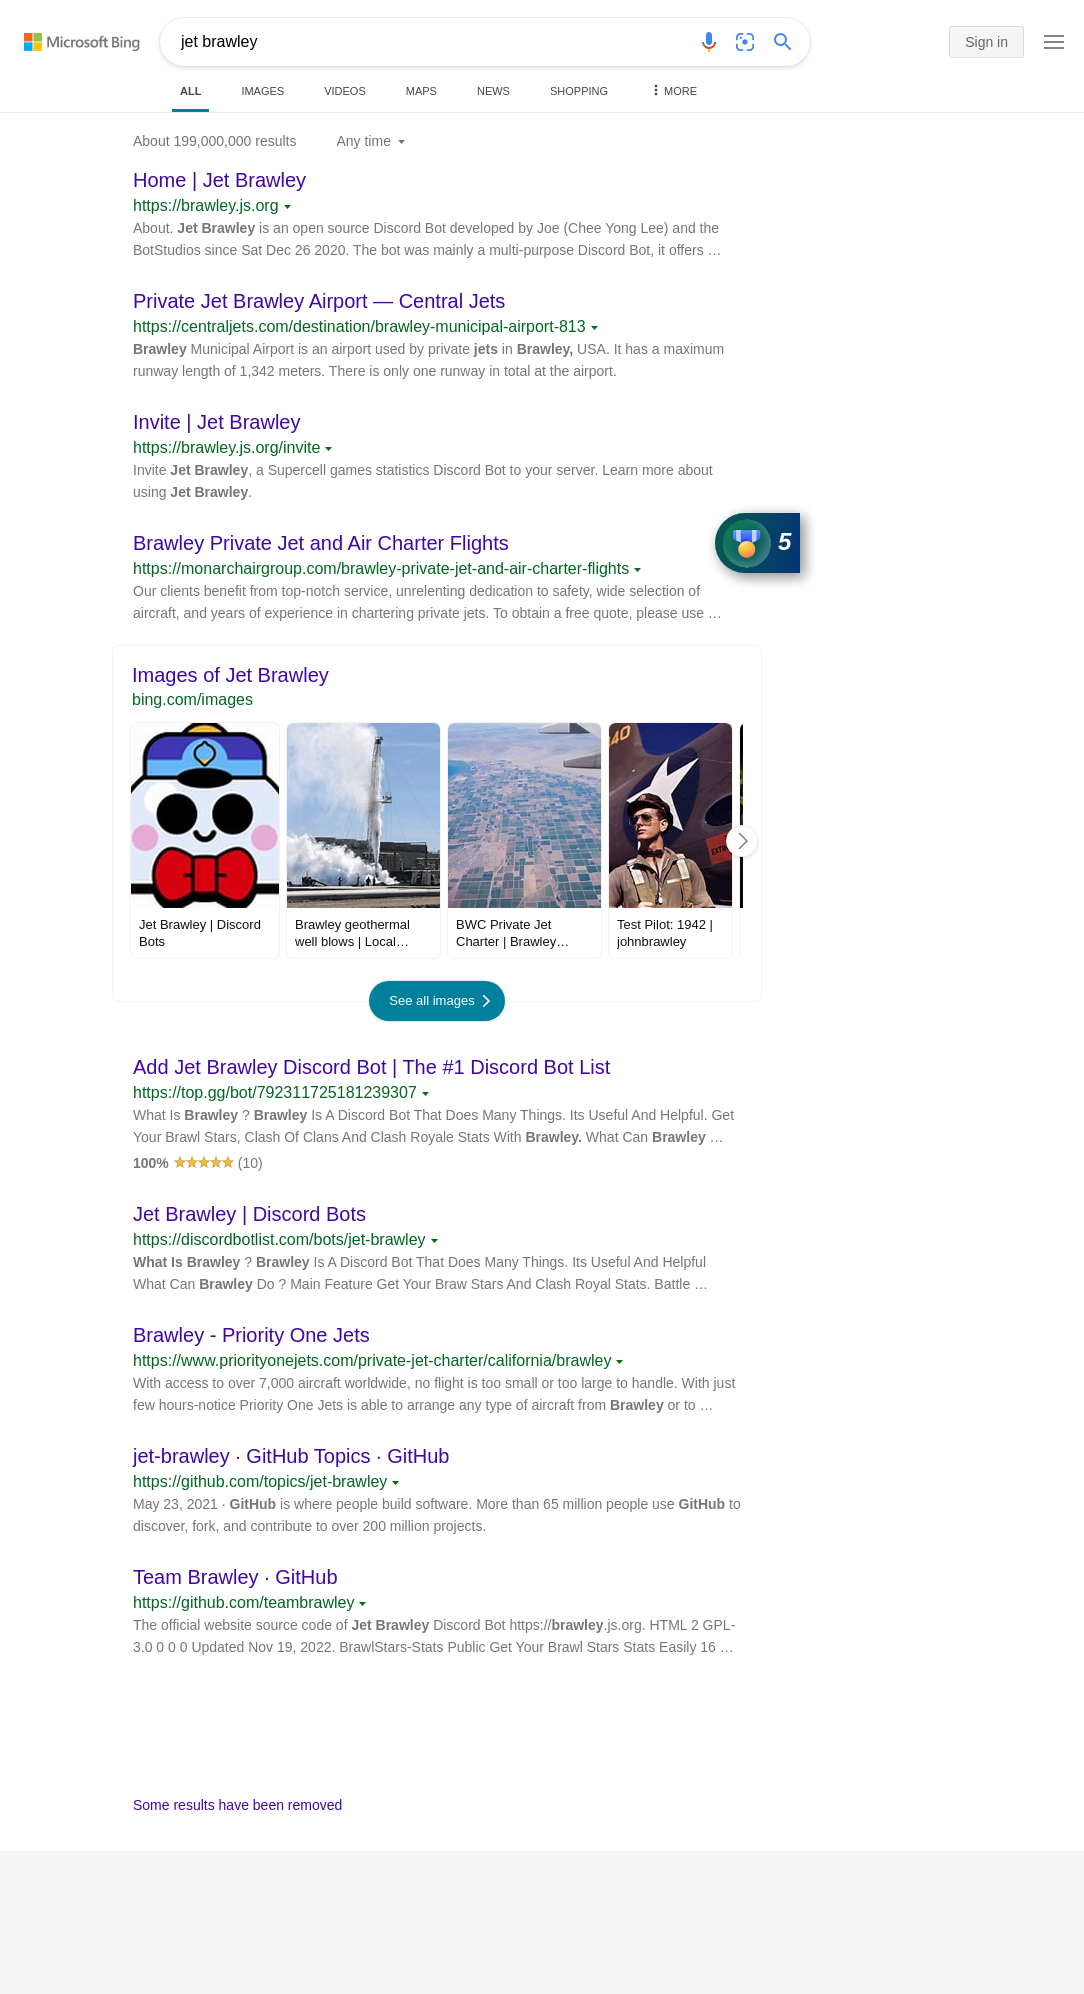 Microsoft Bing
jet brawley
Sign in
ALL IMAGES VIDEOS MAPS NEWS SHOPPING MORE
About 199,000,000 results Any time
Home | Jet Brawley
https://brawley.js.org
About. Jet Brawley is an open source Discord Bot developed by Joe (Chee Yong Lee) and the
BotStudios since Sat Dec 26 2020. The bot was mainly a multi-purpose Discord Bot, it offers …
Private Jet Brawley Airport — Central Jets
https://centraljets.com/destination/brawley-municipal-airport-813
Brawley Municipal Airport is an airport used by private jets in Brawley, USA. It has a maximum
runway length of 1,342 meters. There is only one runway in total at the airport.
Invite | Jet Brawley
https://brawley.js.org/invite
Invite Jet Brawley, a Supercell games statistics Discord Bot to your server. Learn more about
using Jet Brawley.
Brawley Private Jet and Air Charter Flights
5
https://monarchairgroup.com/brawley-private-jet-and-air-charter-flights
Our clients benefit from top-notch service, unrelenting dedication to safety, wide selection of
aircraft, and years of experience in chartering private jets. To obtain a free quote, please use …
Images of Jet Brawley
bing.com/images
40
EXTI
Jet Brawley | Discord
Bots
Brawley geothermal
well blows | Local…
BWC Private Jet
Charter | Brawley…
Test Pilot: 1942 |
johnbrawley
See all images
Add Jet Brawley Discord Bot | The #1 Discord Bot List
https://top.gg/bot/792311725181239307
What Is Brawley ? Brawley Is A Discord Bot That Does Many Things. Its Useful And Helpful. Get
Your Brawl Stars, Clash Of Clans And Clash Royale Stats With Brawley. What Can Brawley …
100% (10)
Jet Brawley | Discord Bots
https://discordbotlist.com/bots/jet-brawley
What Is Brawley ? Brawley Is A Discord Bot That Does Many Things. Its Useful And Helpful
What Can Brawley Do ? Main Feature Get Your Braw Stars And Clash Royal Stats. Battle …
Brawley - Priority One Jets
https://www.priorityonejets.com/private-jet-charter/california/brawley
With access to over 7,000 aircraft worldwide, no flight is too small or too large to handle. With just
few hours-notice Priority One Jets is able to arrange any type of aircraft from Brawley or to …
jet-brawley · GitHub Topics · GitHub
https://github.com/topics/jet-brawley
May 23, 2021 · GitHub is where people build software. More than 65 million people use GitHub to
discover, fork, and contribute to over 200 million projects.
Team Brawley · GitHub
https://github.com/teambrawley
The official website source code of Jet Brawley Discord Bot https://brawley.js.org. HTML 2 GPL-
3.0 0 0 0 Updated Nov 19, 2022. BrawlStars-Stats Public Get Your Brawl Stars Stats Easily 16 …
Some results have been removed